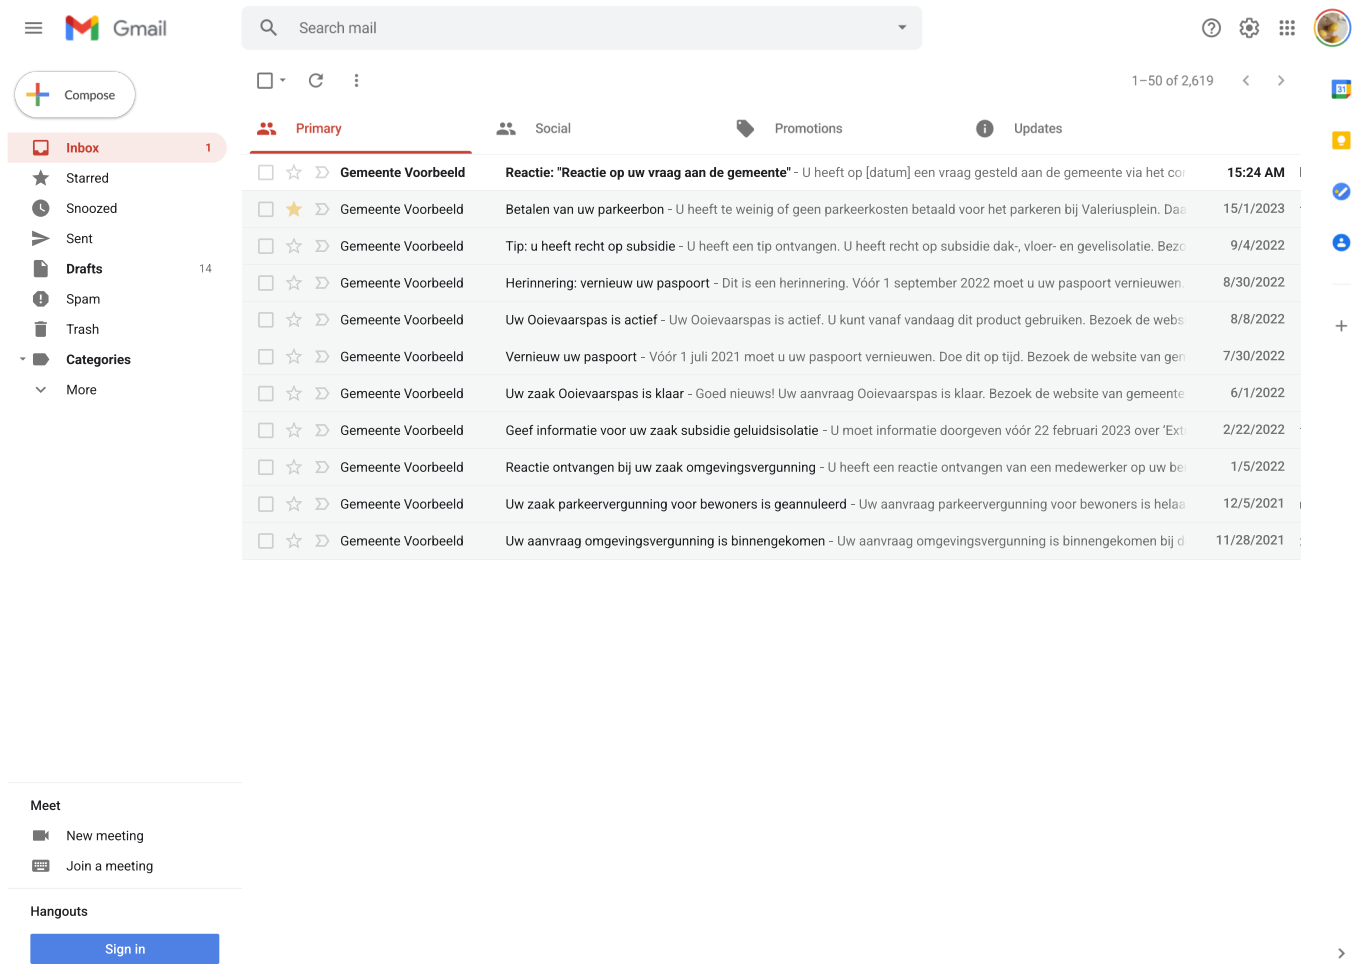 Gmail
Search mail
Compose
1–50 of 2,619
Primary
Social
Promotions
Updates
Inbox 1
Starred
Snoozed
Sent
Drafts 14
Spam
Trash
Categories
More
Gemeente Voorbeeld Reactie: "Reactie op uw vraag aan de gemeente" - U heeft op [datum] een vraag gesteld aan de gemeente via het 15:24 AM
Gemeente Voorbeeld Betalen van uw parkeerbon - U heeft te weinig of geen parkeerkosten betaald voor het parkeren bij Valeriusplein. 15/1/2023
Gemeente Voorbeeld Tip: u heeft recht op subsidie - U heeft een tip ontvangen. U heeft recht op subsidie dak-, vloer- en gevelisolatie. 9/4/2022
Gemeente Voorbeeld Herinnering: vernieuw uw paspoort - Dit is een herinnering. Vóór 1 september 2022 moet u uw paspoort vernieuwen. 8/30/2022
Gemeente Voorbeeld Uw Ooievaarspas is actief - Uw Ooievaarspas is actief. U kunt vanaf vandaag dit product gebruiken. Bezoek de 8/8/2022
Gemeente Voorbeeld Vernieuw uw paspoort - Vóór 1 juli 2021 moet u uw paspoort vernieuwen. Doe dit op tijd. Bezoek de website van 7/30/2022
Gemeente Voorbeeld Uw zaak Ooievaarspas is klaar - Goed nieuws! Uw aanvraag Ooievaarspas is klaar. Bezoek de website van gemeente 6/1/2022
Gemeente Voorbeeld Geef informatie voor uw zaak subsidie geluidsisolatie - U moet informatie doorgeven vóór 22 februari 2023 over 2/22/2022
Gemeente Voorbeeld Reactie ontvangen bij uw zaak omgevingsvergunning - U heeft een reactie ontvangen van een medewerker op uw 1/5/2022
Gemeente Voorbeeld Uw zaak parkeervergunning voor bewoners is geannuleerd - Uw aanvraag parkeervergunning voor bewoners is 12/5/2021
Gemeente Voorbeeld Uw aanvraag omgevingsvergunning is binnengekomen - Uw aanvraag omgevingsvergunning is binnengekomen bij 11/28/2021
Meet
New meeting
Join a meeting
Hangouts
Sign in
31